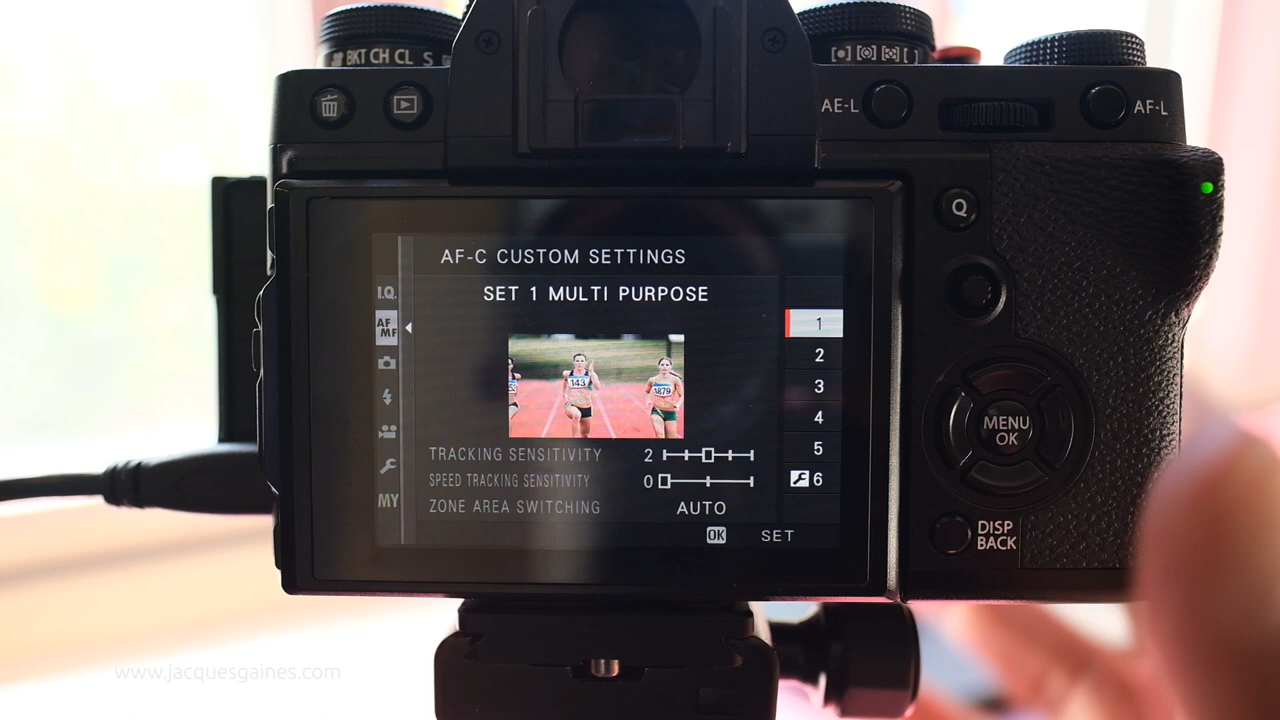 BKT CH CL S
AE-L
AF-L
Q
AF-C CUSTOM SETTINGS
SET 1 MULTI PURPOSE
I.Q.
AF
MF
1
2
3
4
5
6
143
1879
TRACKING SENSITIVITY 2
SPEED TRACKING SENSITIVITY 0
ZONE AREA SWITCHING AUTO
MY
OK SET
MENU
OK
DISP
BACK
www.jacquesgaines.com